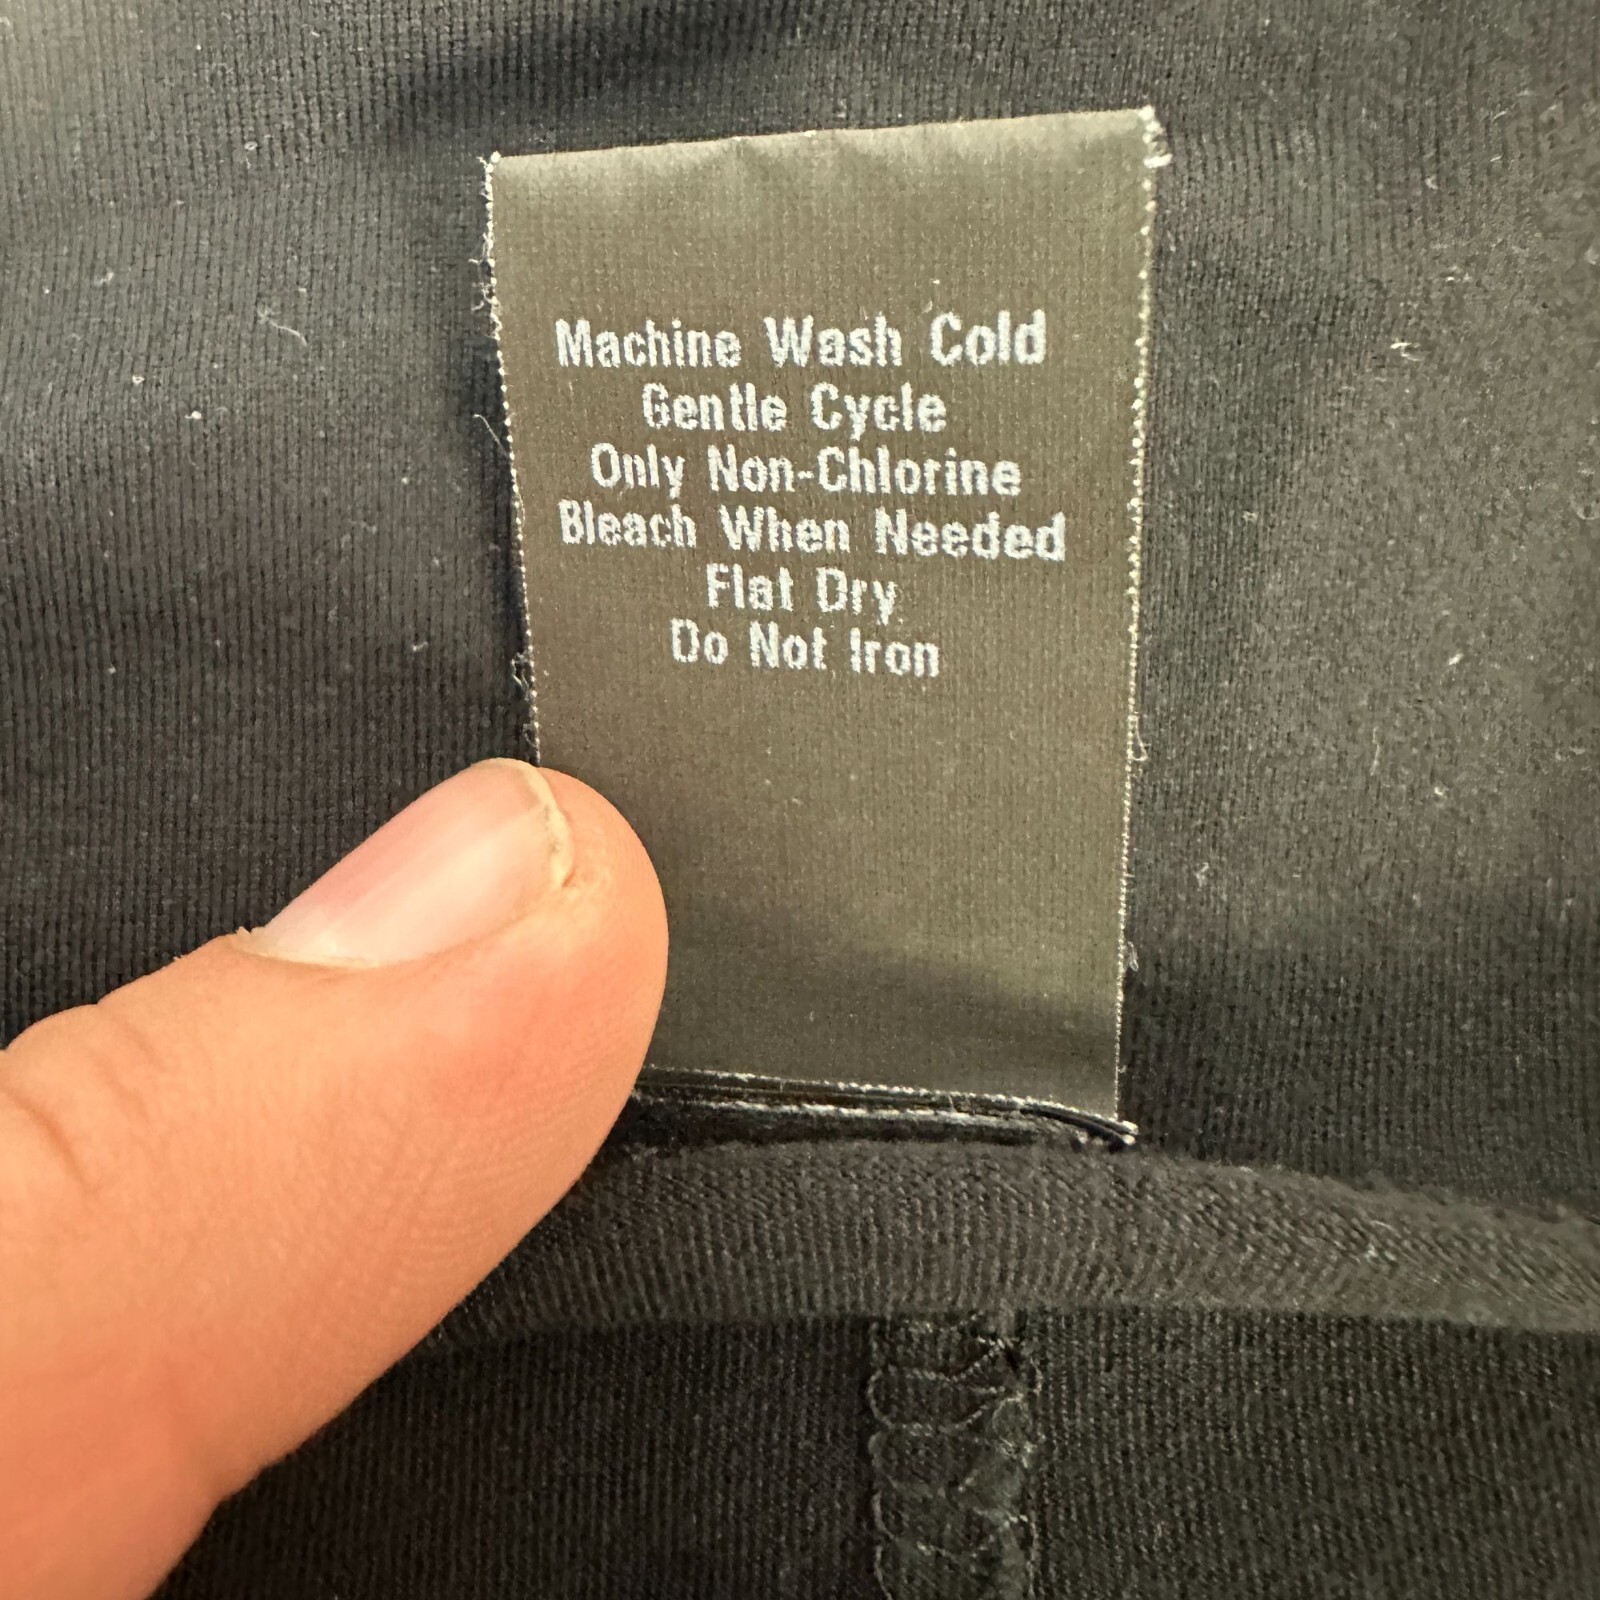 Machine Wash Cold
Gentle Cycle
Only Non-Chlorine
Bleach When Needed
Flat Dry
Do Not Iron